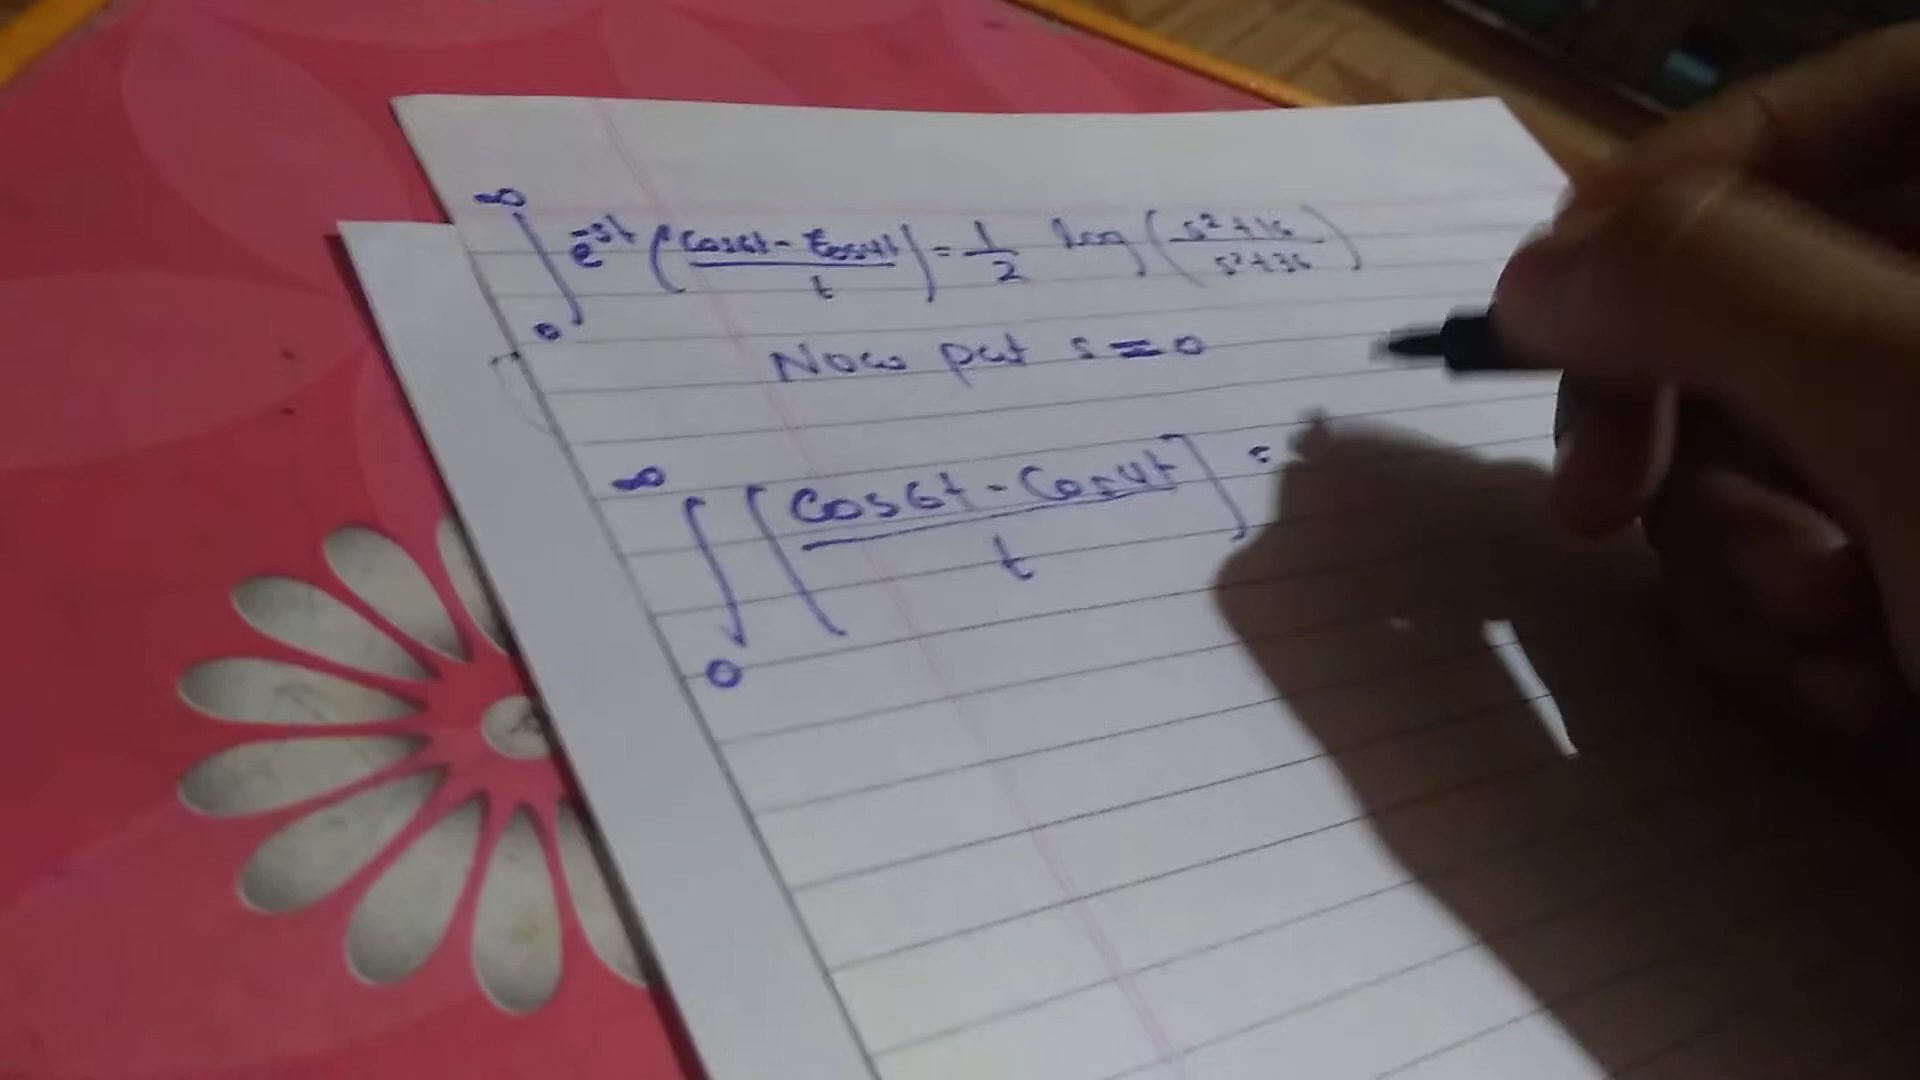 ∞
∫ e^-st (cos6t - cos4t / t) = 1/2 log (s²+16 / s²+36)
0
Now put s = 0
∞
∫ [cos6t - cos4t / t] =
0